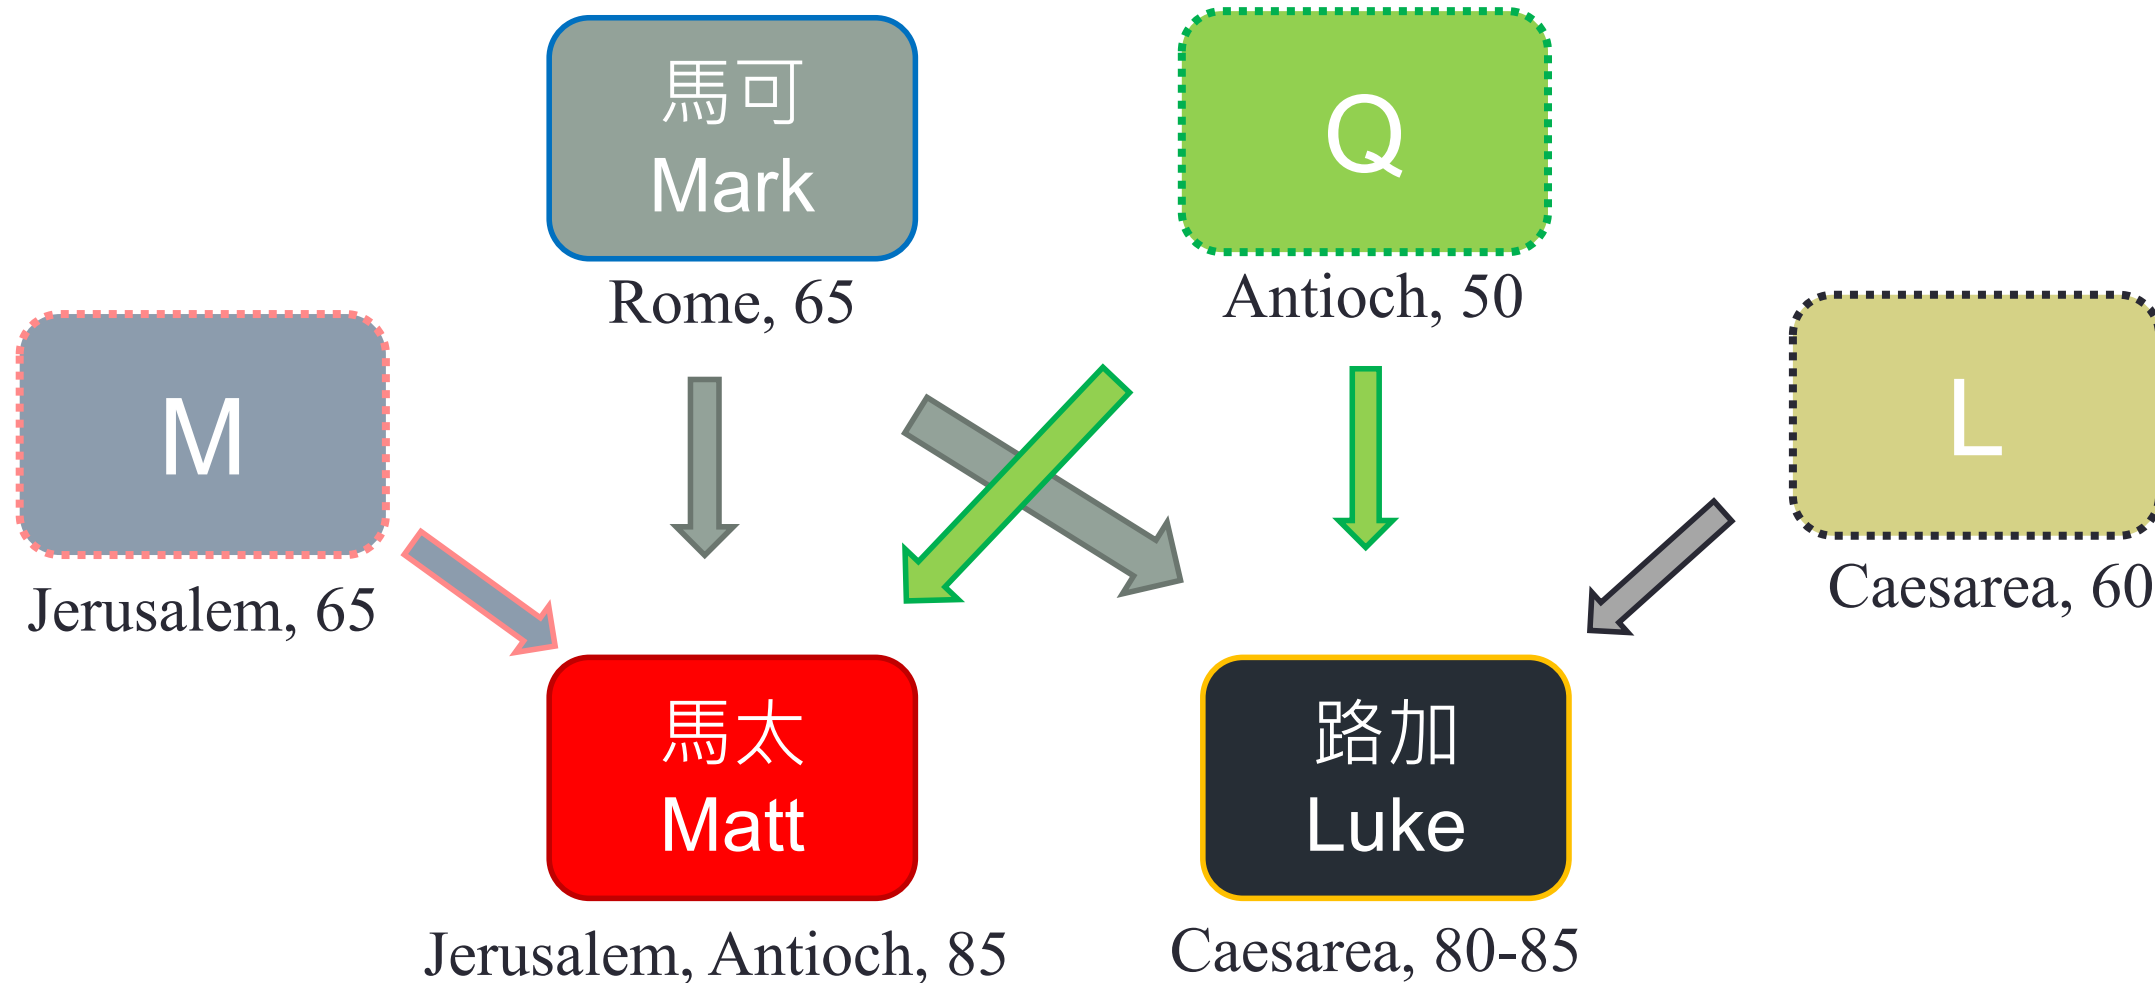 馬可
Mark
Rome, 65
Q
Antioch, 50
M
Jerusalem, 65
L
Caesarea, 60
馬太
Matt
Jerusalem, Antioch, 85
路加
Luke
Caesarea, 80-85